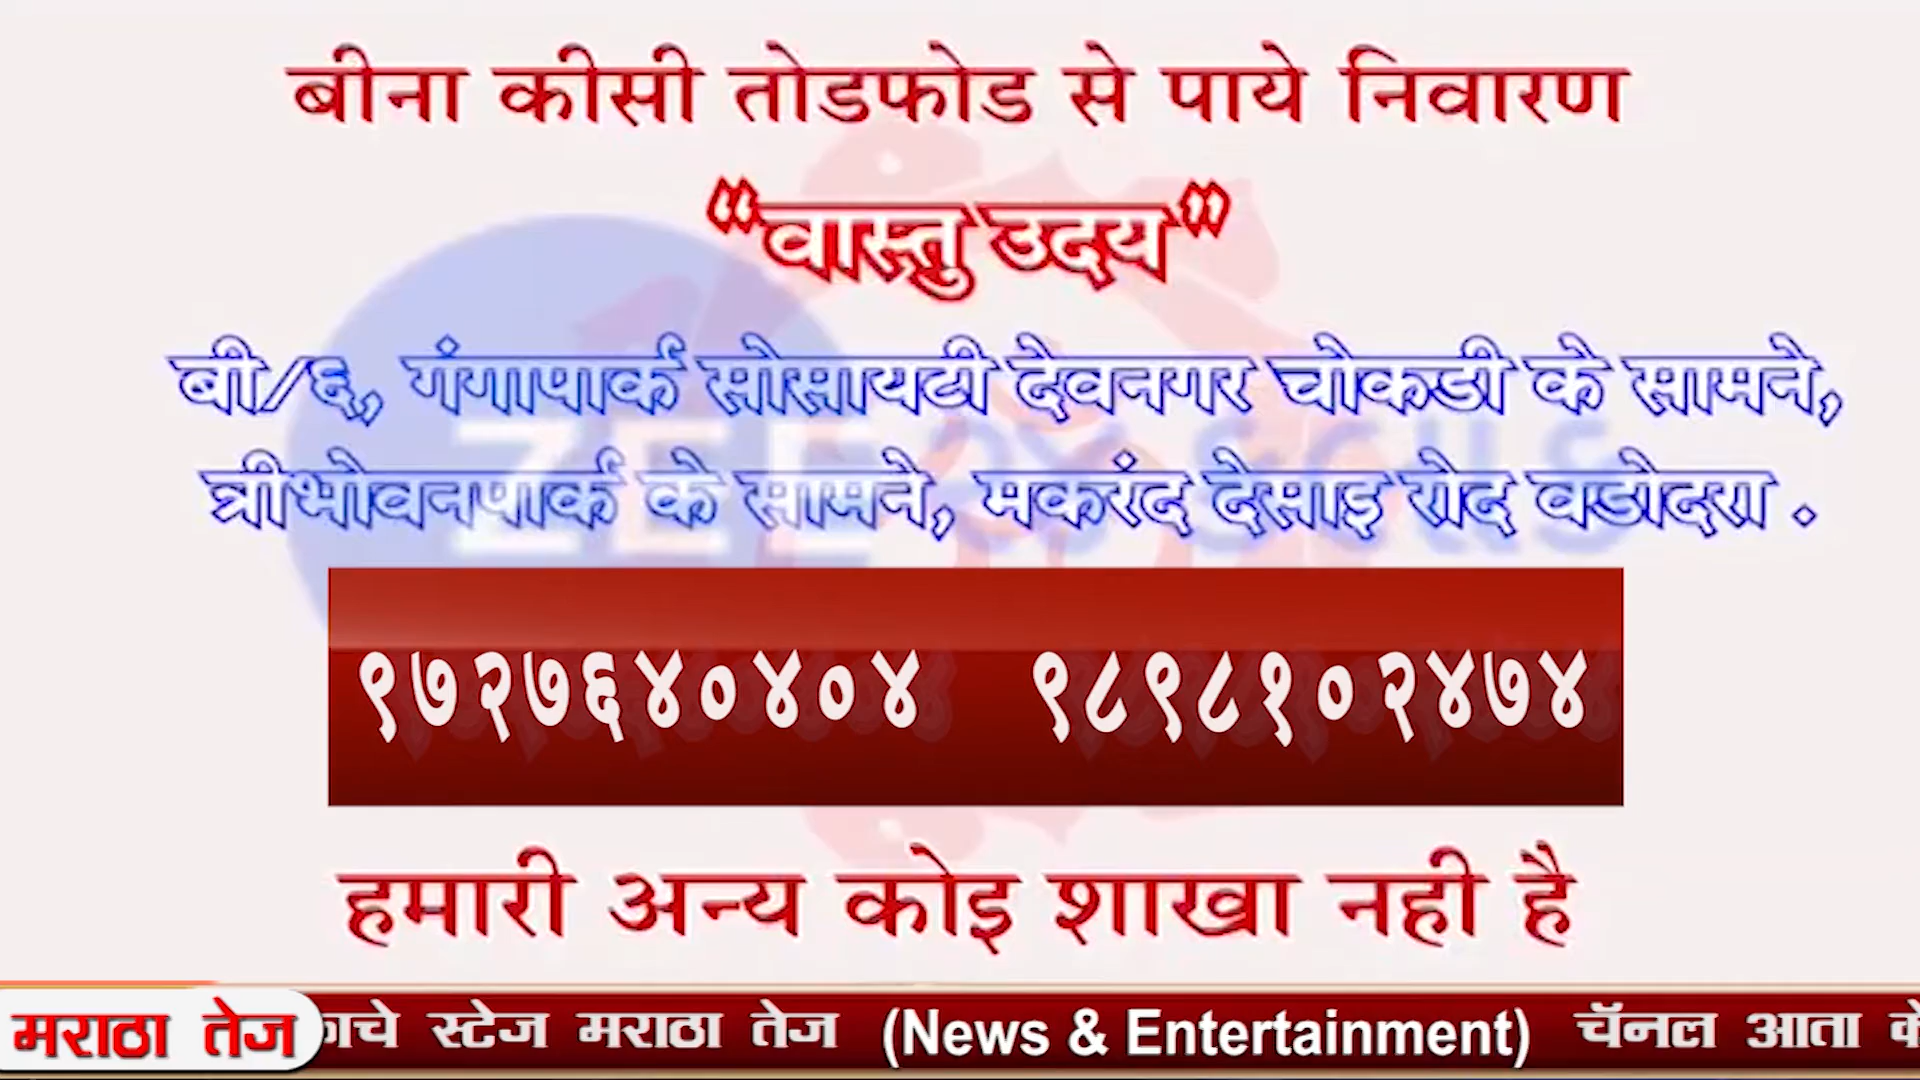 बीना कीसी तोडफोड से पाये निवारण
“वास्तु उदय”
बी/६, गंगापार्क सोसायटी देवनगर चोकडी के सामने,
त्रीभोवनपार्क के सामने, मकरंद देसाइ रोद वडोदरा .
९७२७६४०४०४ ९८९८१०२४७४
हमारी अन्य कोइ शाखा नही है
मराठा तेज
स्टेज मराठा तेज (News & Entertainment) चॅनल आता